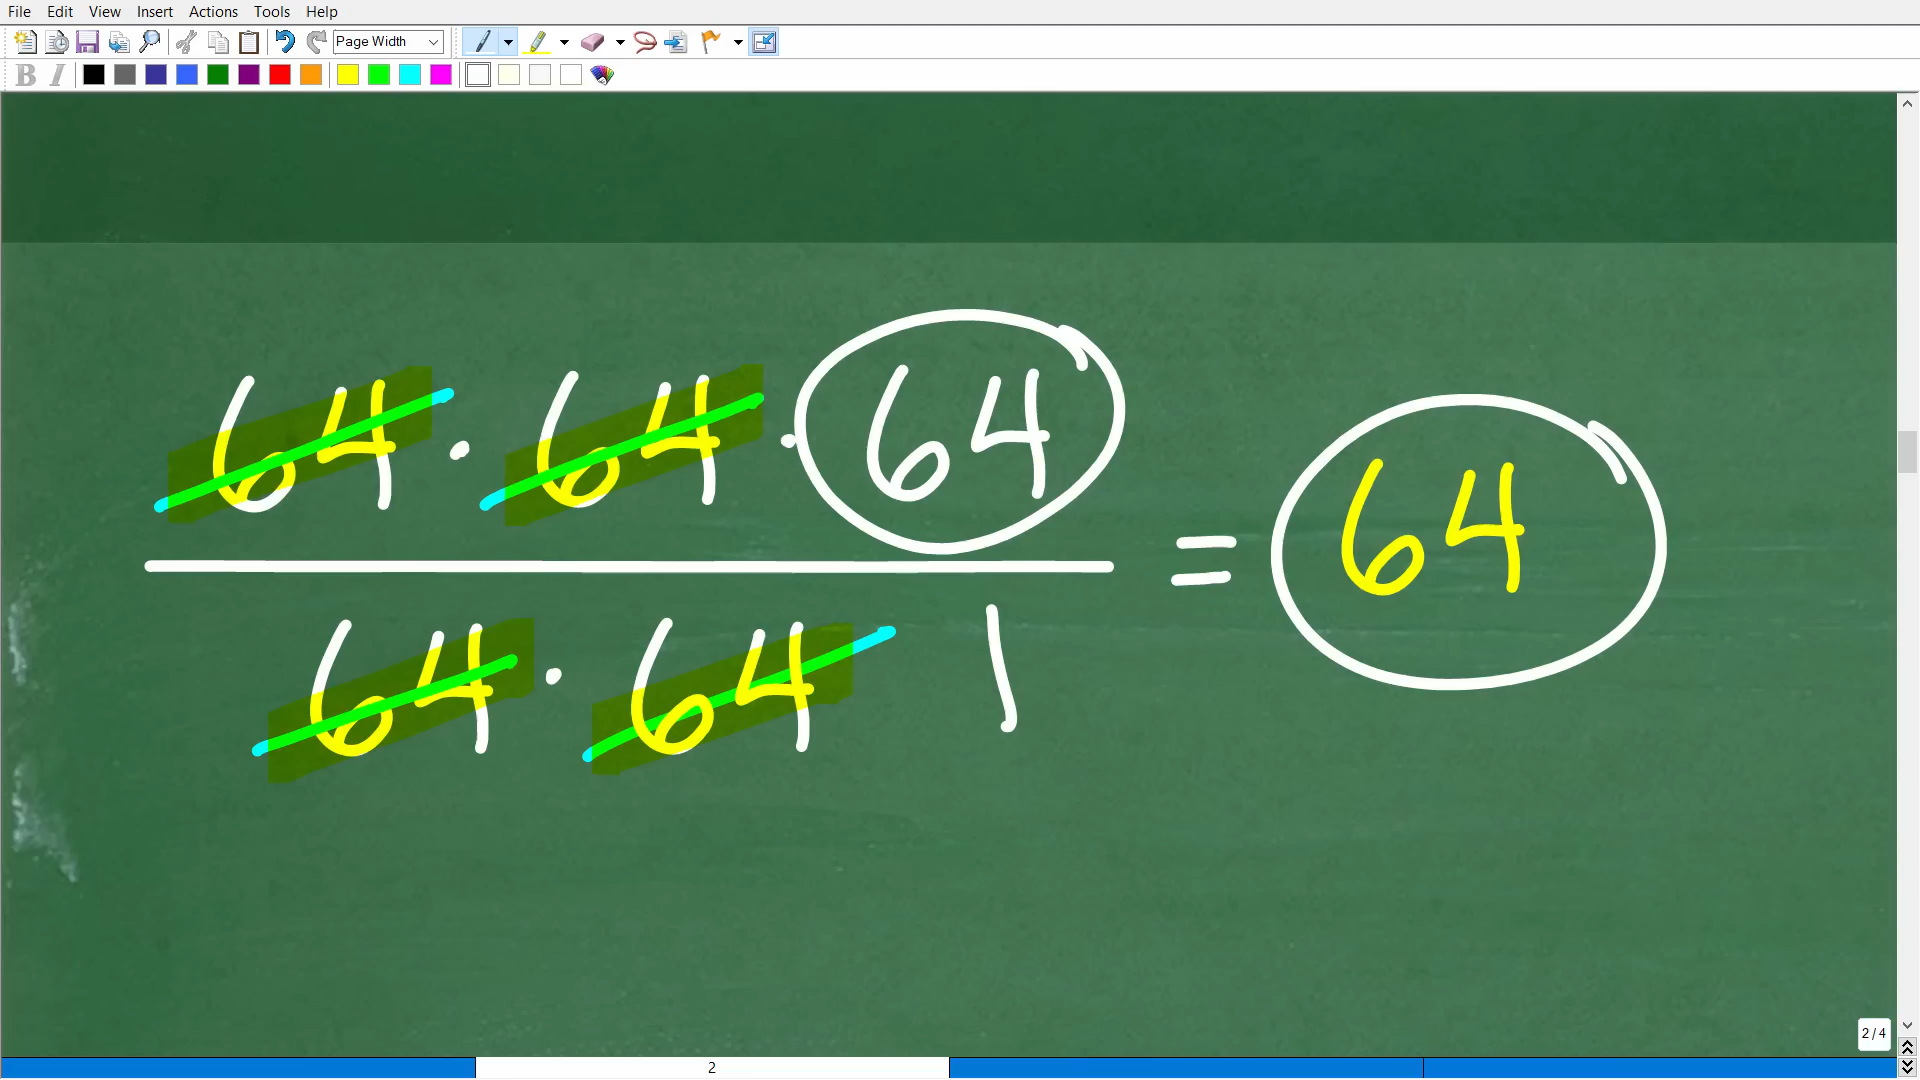 File Edit View Insert Actions Tools Help
Page Width
B I
64 · 64 · 64
= 64
64 · 64 1
2 / 4
2